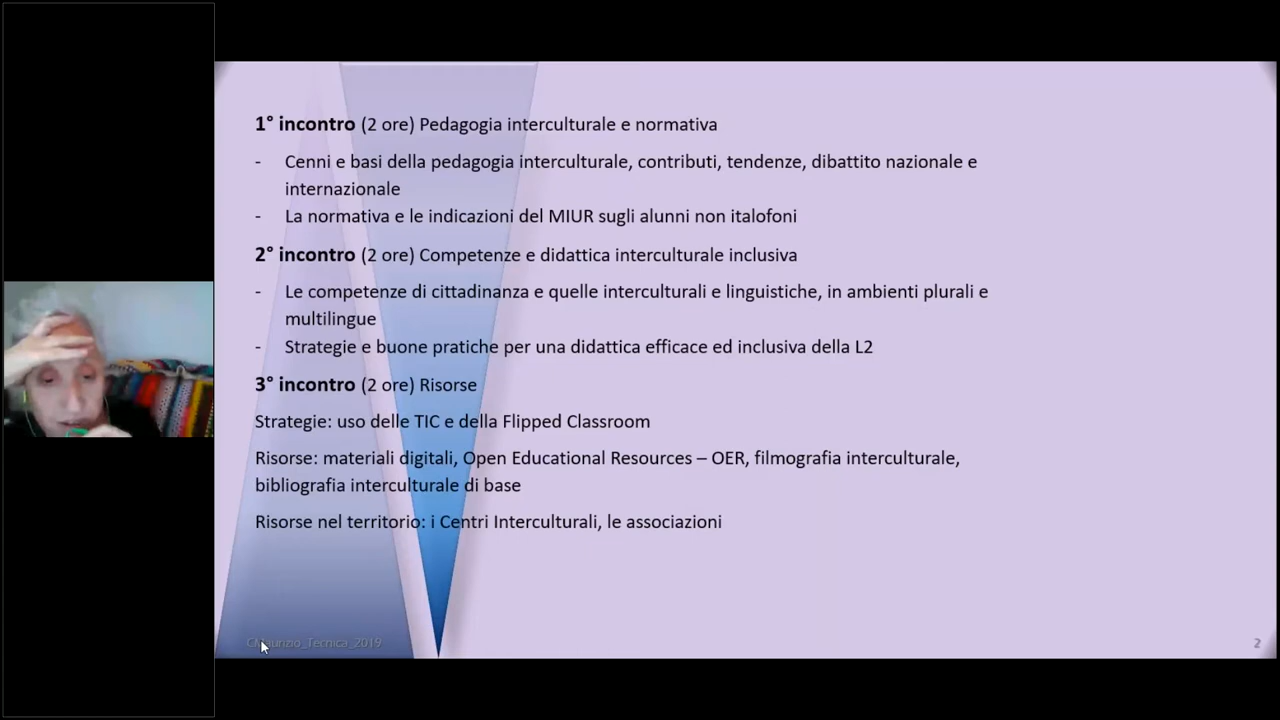 1° incontro (2 ore) Pedagogia interculturale e normativa
- Cenni e basi della pedagogia interculturale, contributi, tendenze, dibattito nazionale e
internazionale
- La normativa e le indicazioni del MIUR sugli alunni non italofoni
2° incontro (2 ore) Competenze e didattica interculturale inclusiva
- Le competenze di cittadinanza e quelle interculturali e linguistiche, in ambienti plurali e
multilingue
- Strategie e buone pratiche per una didattica efficace ed inclusiva della L2
3° incontro (2 ore) Risorse
Strategie: uso delle TIC e della Flipped Classroom
Risorse: materiali digitali, Open Educational Resources – OER, filmografia interculturale,
bibliografia interculturale di base
Risorse nel territorio: i Centri Interculturali, le associazioni
CMaurizio_Tecnica_2019
2